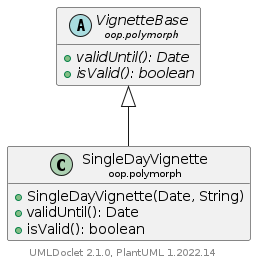 A VignetteBase
oop.polymorph
validUntil(): Date
isValid(): boolean
C SingleDayVignette
oop.polymorph
SingleDayVignette(Date, String)
validUntil(): Date
isValid(): boolean
UMLDoclet 2.1.0, PlantUML 1.2022.14